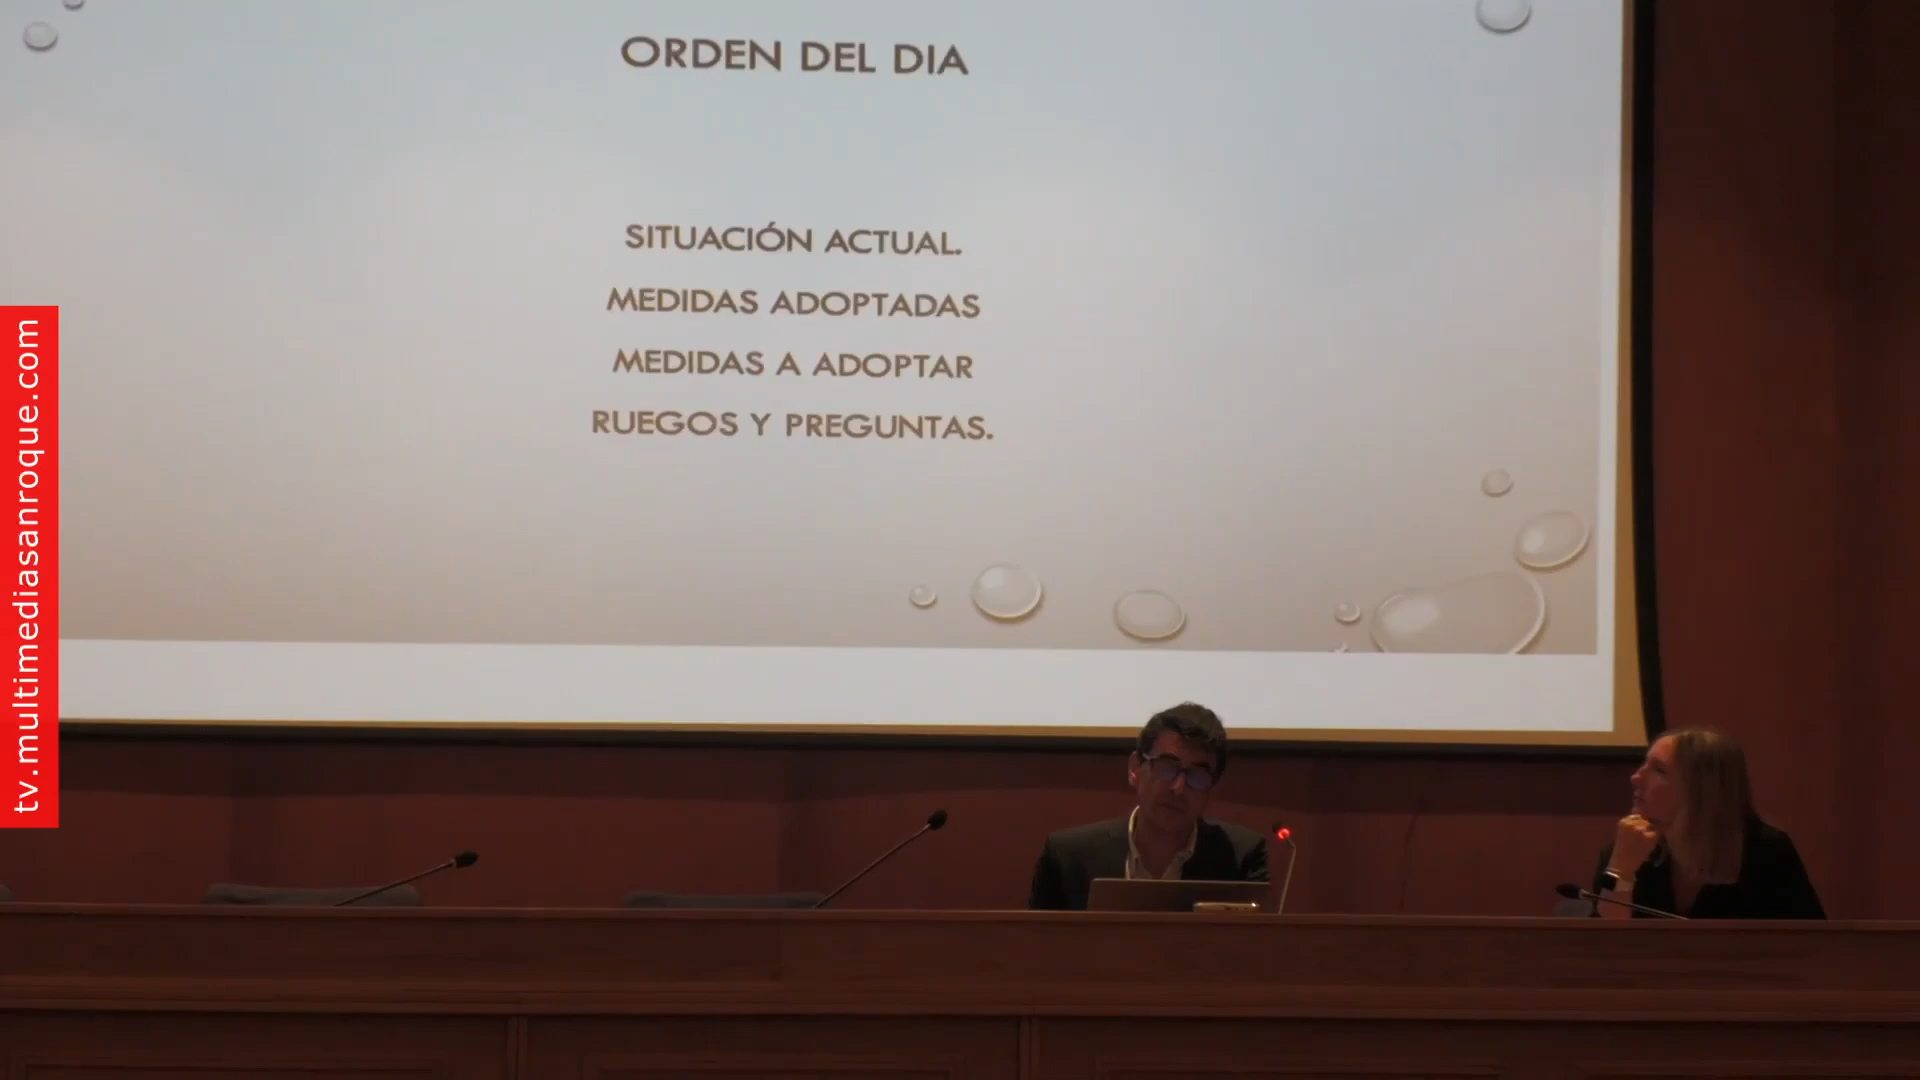 ORDEN DEL DIA
SITUACIÓN ACTUAL.
MEDIDAS ADOPTADAS
MEDIDAS A ADOPTAR
RUEGOS Y PREGUNTAS.
tv.multimediasanroque.com